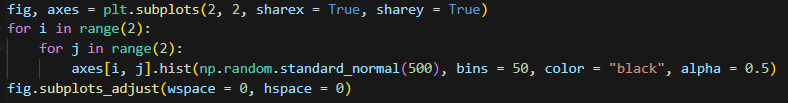 fig, axes = plt.subplots(2, 2, sharex = True, sharey = True)
for i in range(2):
    for j in range(2):
        axes[i, j].hist(np.random.standard_normal(500), bins = 50, color = "black", alpha = 0.5)
fig.subplots_adjust(wspace = 0, hspace = 0)